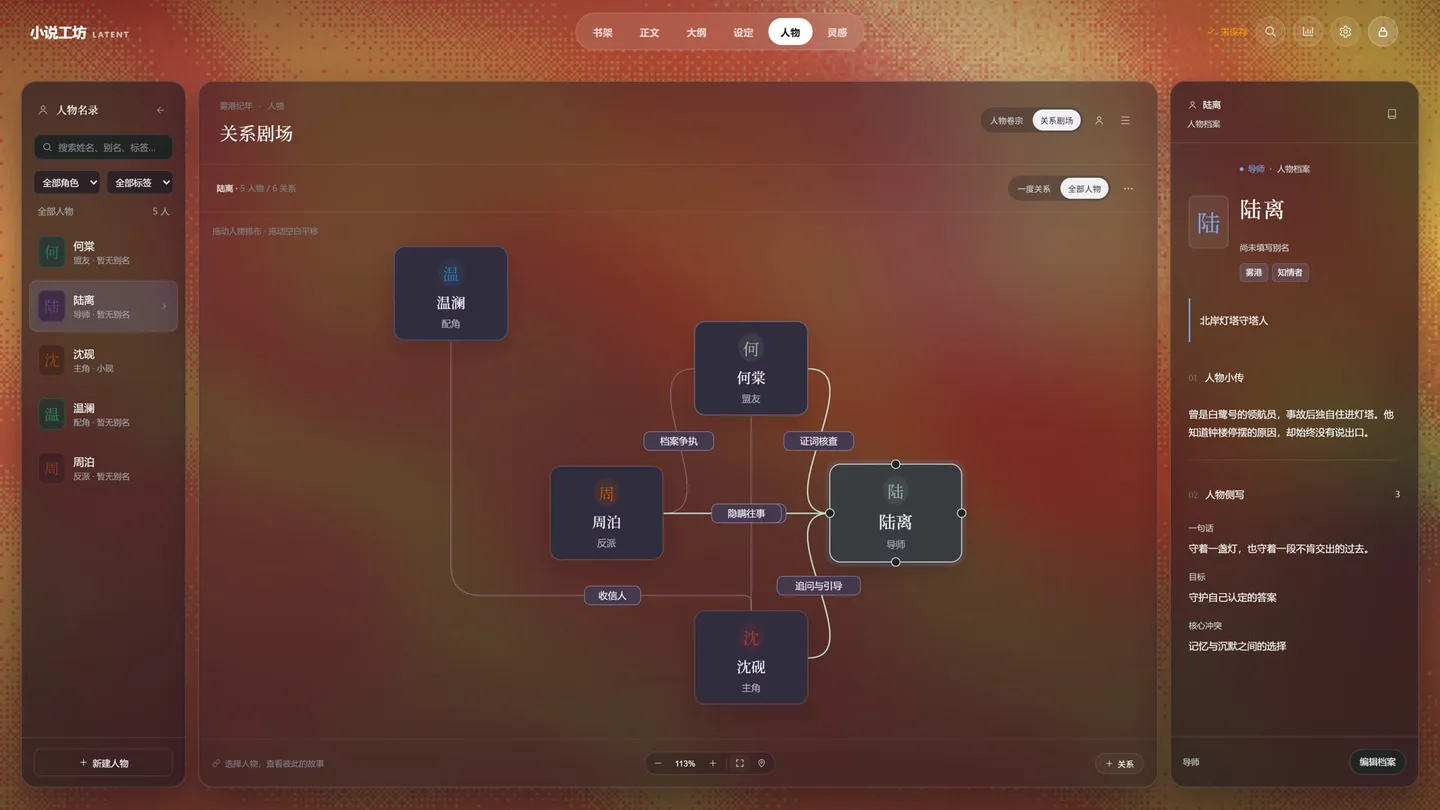 小说工坊 LATENT
书架 正文 大纲 设定 人物 灵感
未保存
人物名录
搜索姓名、别名、标签...
全部角色 全部标签
全部人物 5 人
何
何棠
盟友 · 暂无别名
陆
陆离
导师 · 暂无别名
沈
沈砚
主角 · 小砚
温
温澜
配角 · 暂无别名
周
周泊
反派 · 暂无别名
+ 新建人物
雾港纪年 · 人物
关系剧场
人物卷宗 关系剧场
陆离 · 5 人物 / 6 关系
一度关系 全部人物 ···
拖动人物排布 · 拖动空白平移
温
温澜
配角
何
何棠
盟友
档案争执
证词核查
周
周泊
反派
隐瞒往事
陆
陆离
导师
追问与引导
收信人
沈
沈砚
主角
选择人物，查看彼此的故事
− 113% +
+ 关系
陆离
人物档案
导师 · 人物档案
陆
陆离
尚未填写别名
雾港 知情者
北岸灯塔守塔人
01 人物小传
曾是白鹭号的领航员，事故后独自住进灯塔。他
知道钟楼停摆的原因，却始终没有说出口。
02 人物侧写 3
一句话
守着一盏灯，也守着一段不肯交出的过去。
目标
守护自己认定的答案
核心冲突
记忆与沉默之间的选择
导师
编辑档案